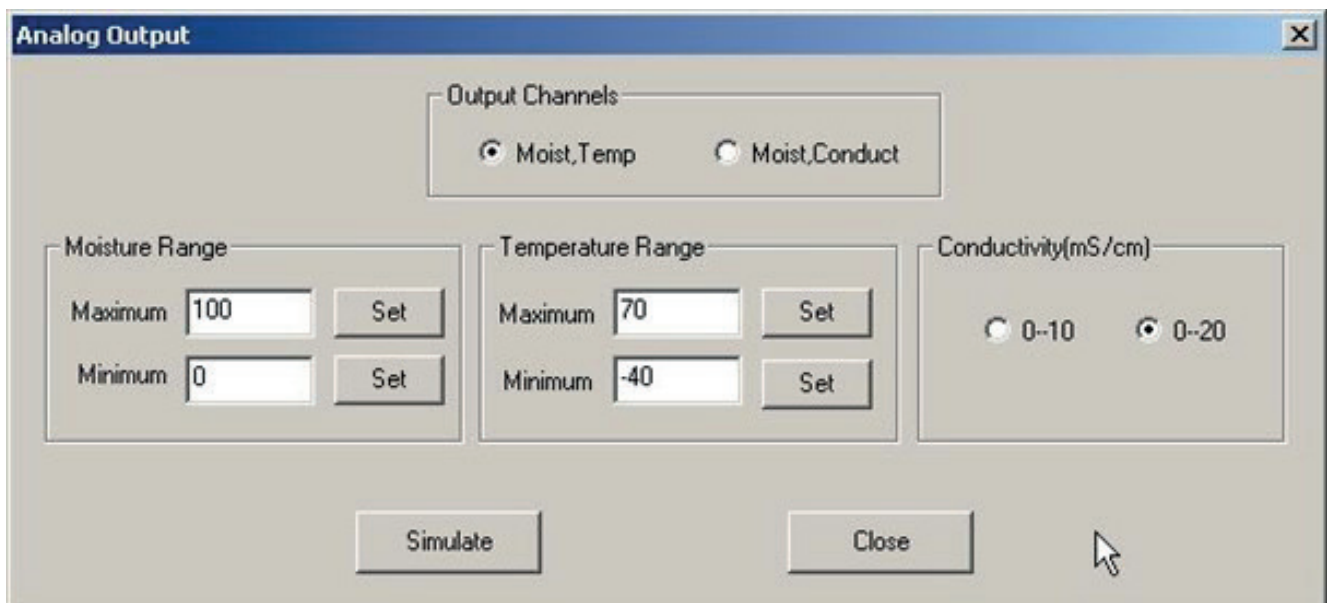 Analog Output
Output Channels
Moist,Temp Moist,Conduct
Moisture Range
Maximum 100 Set
Minimum 0 Set
Temperature Range
Maximum 70 Set
Minimum -40 Set
Conductivity(mS/cm)
0--10 0--20
Simulate Close